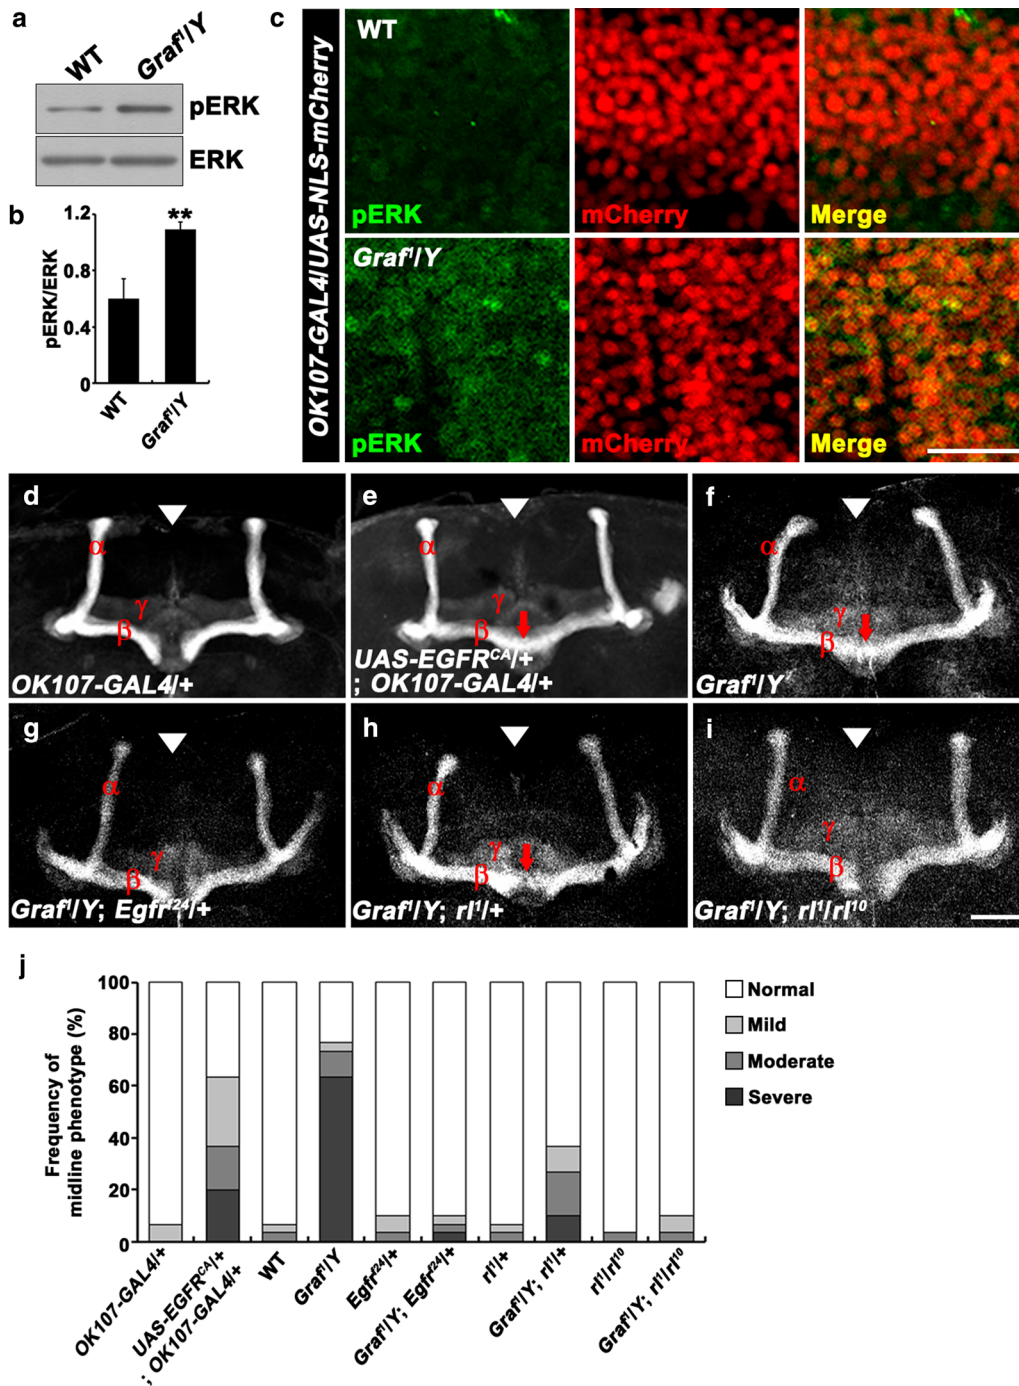 a
WT
Graf¹/Y
pERK
ERK
b
pERK/ERK
1.2
0.8
0.4
0
**
WT
Graf¹/Y
c
OK107-GAL4/UAS-NLS-mCherry
WT
pERK
mCherry
Merge
Graf¹/Y
pERK
mCherry
Merge
d
α
γ
β
OK107-GAL4/+
e
α
γ
β
UAS-EGFRᶜᴬ/+
; OK107-GAL4/+
f
α
β
Graf¹/Y
g
α
γ
β
Graf¹/Y; Egfrᶠ²⁴/+
h
α
γ
β
Graf¹/Y; rl¹/+
i
α
γ
β
Graf¹/Y; rl¹/rl¹⁰
j
Frequency of
midline phenotype (%)
100
80
60
40
20
0
Normal
Mild
Moderate
Severe
OK107-GAL4/+
UAS-EGFRᶜᴬ/+
; OK107-GAL4/+
WT
Graf¹/Y
Egfrᶠ²⁴/+
Graf¹/Y; Egfrᶠ²⁴/+
rl¹/+
Graf¹/Y; rl¹/+
rl¹/rl¹⁰
Graf¹/Y; rl¹/rl¹⁰